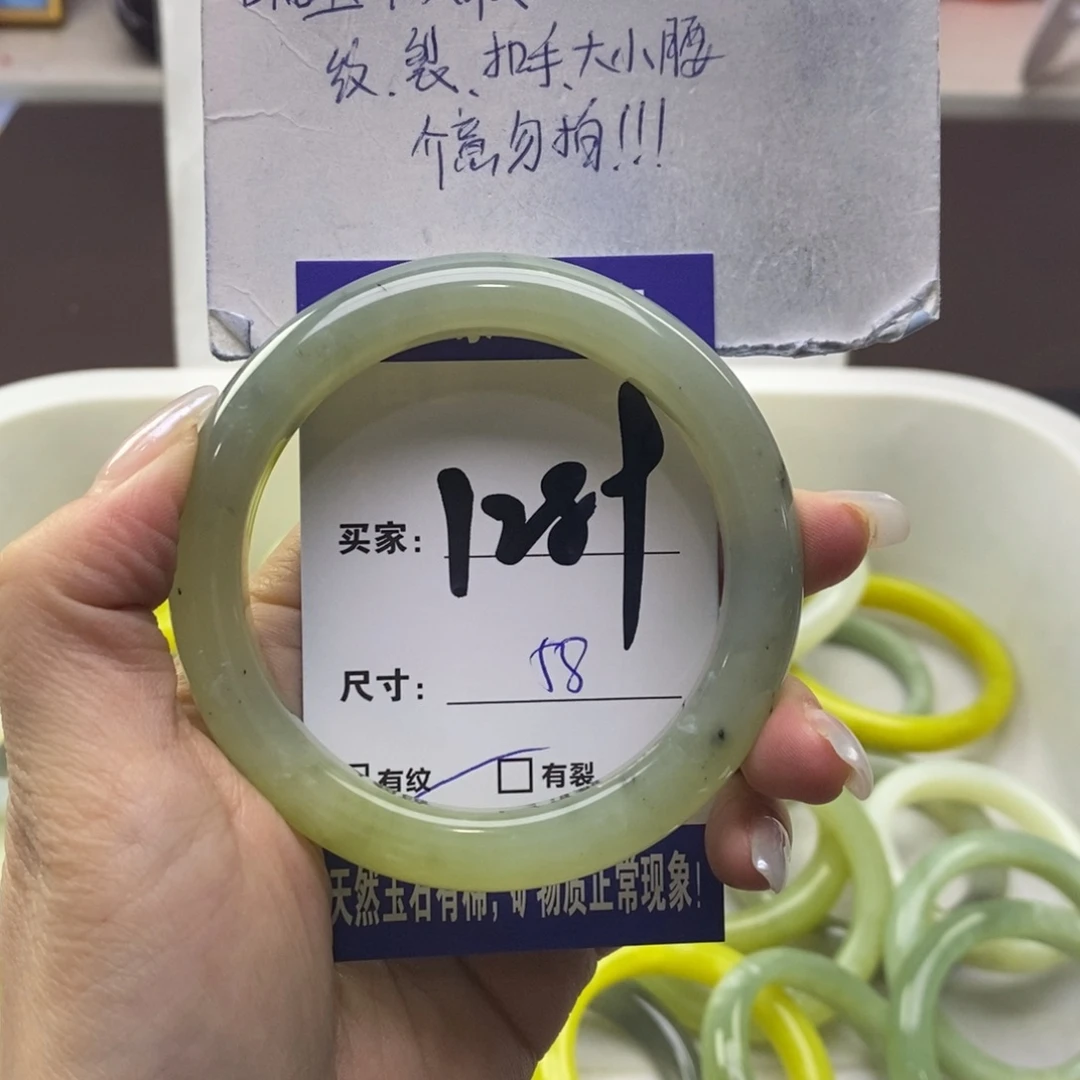 纹、裂、扣手、大小腰
介意勿拍!!!
买家:
尺寸: 58
有纹 □ 有裂
天然玉石有棉,矿物质正常现象!